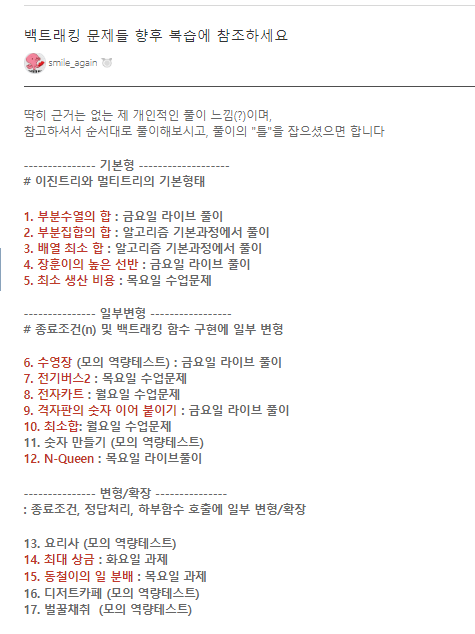 백트래킹 문제들 향후 복습에 참조하세요
smile_again
딱히 근거는 없는 제 개인적인 풀이 느낌(?)이며,
참고하셔서 순서대로 풀이해보시고, 풀이의 "틀"을 잡으셨으면 합니다
--------------- 기본형 -------------------
# 이진트리와 멀티트리의 기본형태
1. 부분수열의 합 : 금요일 라이브 풀이
2. 부분집합의 합 : 알고리즘 기본과정에서 풀이
3. 배열 최소 합 : 알고리즘 기본과정에서 풀이
4. 장훈이의 높은 선반 : 금요일 라이브 풀이
5. 최소 생산 비용 : 목요일 수업문제
--------------- 일부변형 -----------------
# 종료조건(n) 및 백트래킹 함수 구현에 일부 변형
6. 수영장 (모의 역량테스트) : 금요일 라이브 풀이
7. 전기버스2 : 목요일 수업문제
8. 전자카트 : 월요일 수업문제
9. 격자판의 숫자 이어 붙이기 : 금요일 라이브 풀이
10. 최소합: 월요일 수업문제
11. 숫자 만들기 (모의 역량테스트)
12. N-Queen : 목요일 라이브풀이
--------------- 변형/확장 ---------------
: 종료조건, 정답처리, 하부함수 호출에 일부 변형/확장
13. 요리사 (모의 역량테스트)
14. 최대 상금 : 화요일 과제
15. 동철이의 일 분배 : 목요일 과제
16. 디저트카페 (모의 역량테스트)
17. 벌꿀채취  (모의 역량테스트)